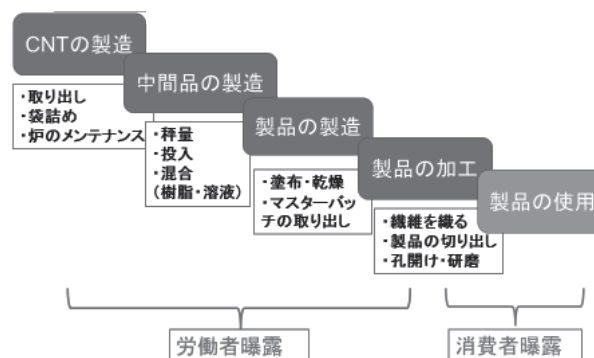 CNTの製造
・取り出し
・袋詰め
・炉のメンテナンス
中間品の製造
・秤量
・投入
・混合
(樹脂・溶液)
製品の製造
・塗布・乾燥
・マスターバッ
チの取り出し
製品の加工
・繊維を織る
・製品の切り出し
・孔開け・研磨
製品の使用
労働者曝露
消費者曝露